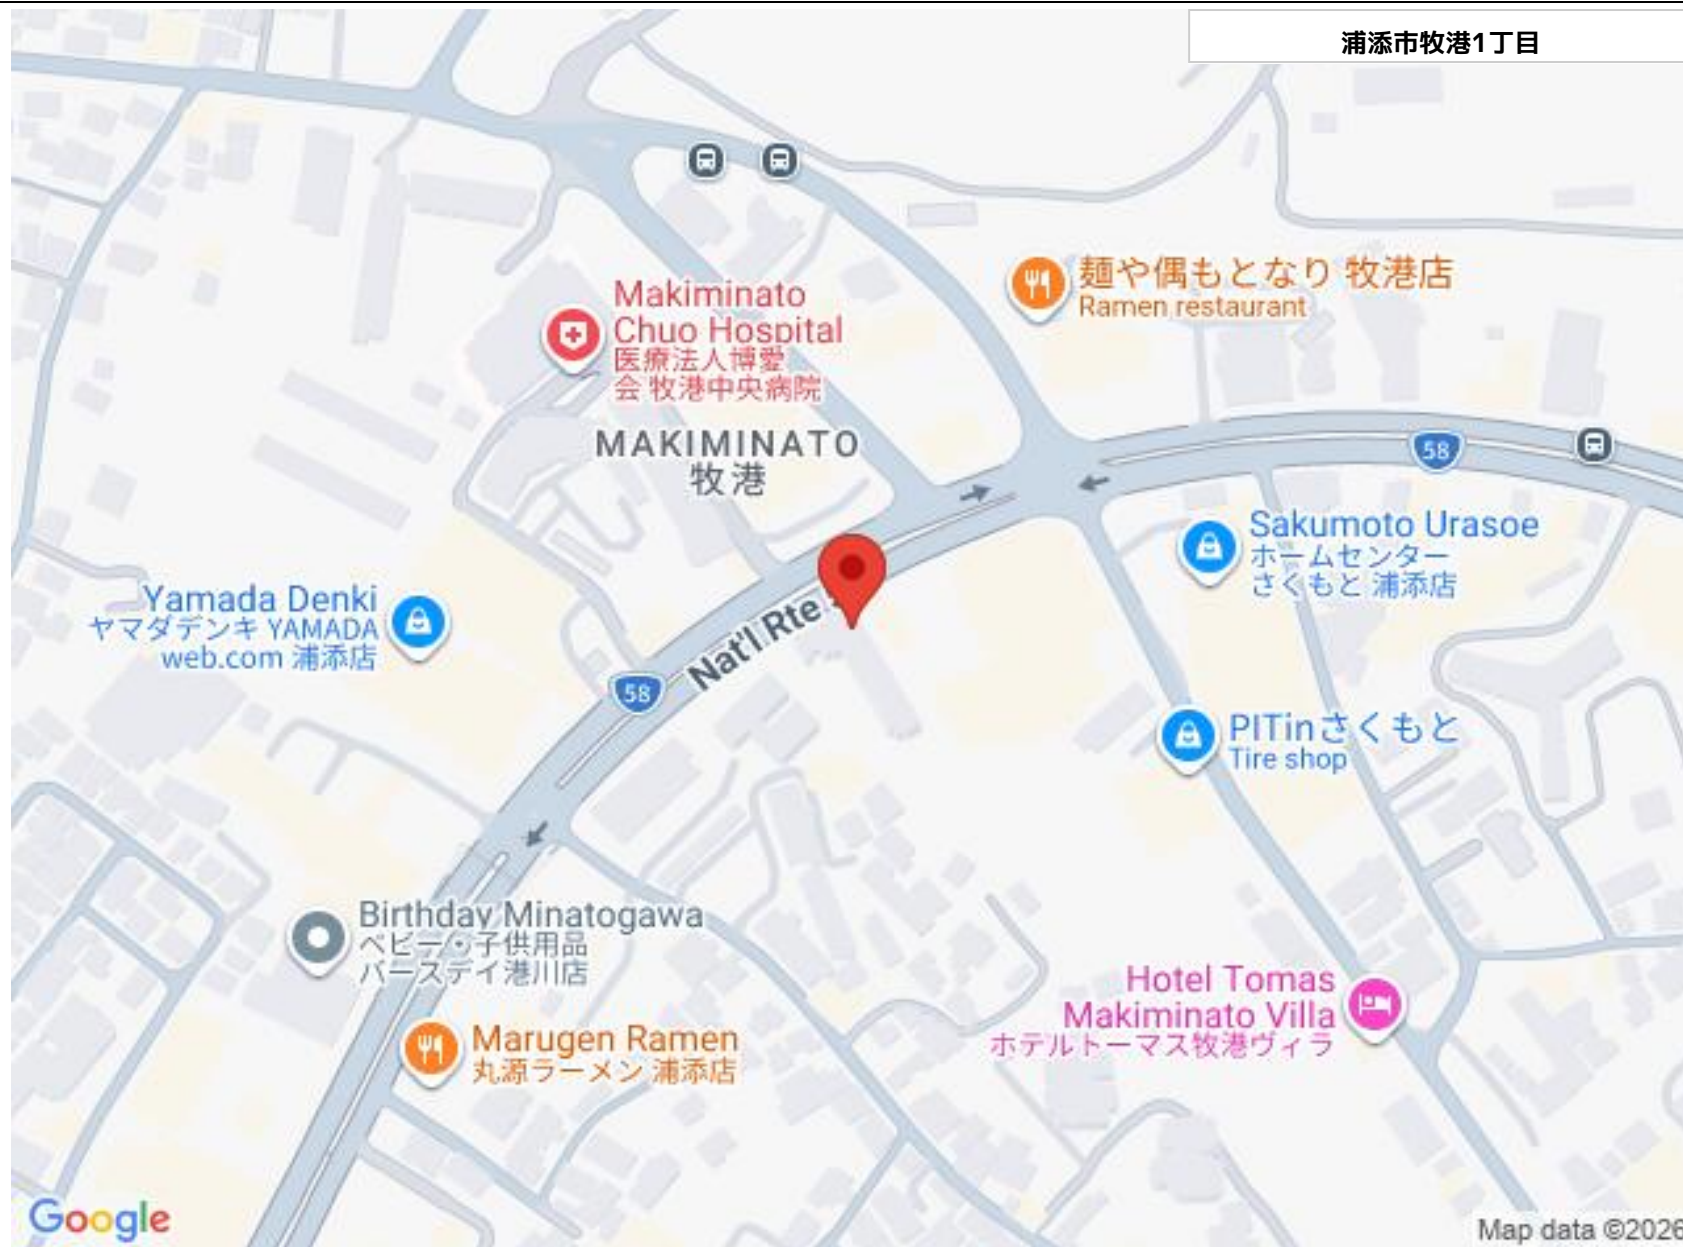 浦添市牧港1丁目
麺や偶もとなり 牧港店
Ramen restaurant
Makiminato
Chuo Hospital
医療法人博愛
会 牧港中央病院
MAKIMINATO
牧港
58
Sakumoto Urasoe
ホームセンター
さくもと 浦添店
Yamada Denki
ヤマダデンキ YAMADA
web.com 浦添店
Nat'l Rte
58
PITinさくもと
Tire shop
Birthday Minatogawa
ベビー・子供用品
バースデイ港川店
Hotel Tomas
Makiminato Villa
ホテルトーマス牧港ヴィラ
Marugen Ramen
丸源ラーメン 浦添店
Google
Map data ©2026